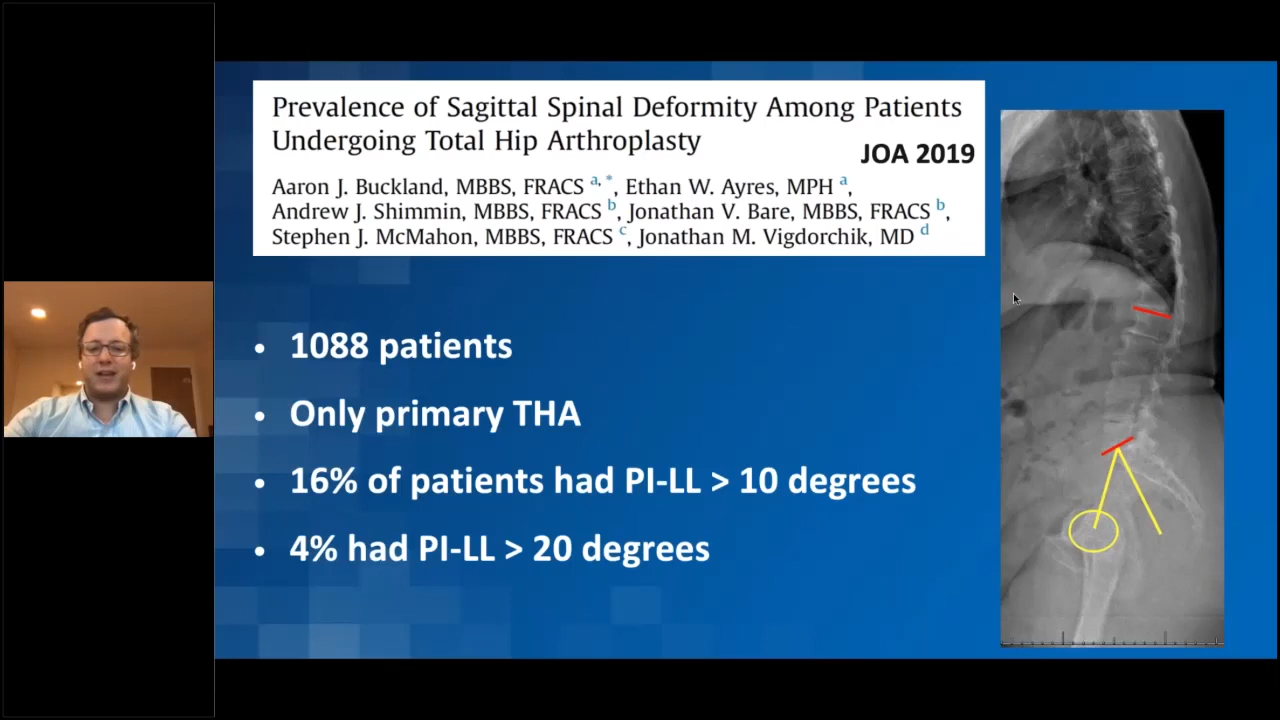 Prevalence of Sagittal Spinal Deformity Among Patients
Undergoing Total Hip Arthroplasty
JOA 2019
Aaron J. Buckland, MBBS, FRACS a, *, Ethan W. Ayres, MPH a,
Andrew J. Shimmin, MBBS, FRACS b, Jonathan V. Bare, MBBS, FRACS b,
Stephen J. McMahon, MBBS, FRACS c, Jonathan M. Vigdorchik, MD d
• 1088 patients
• Only primary THA
• 16% of patients had PI-LL > 10 degrees
• 4% had PI-LL > 20 degrees